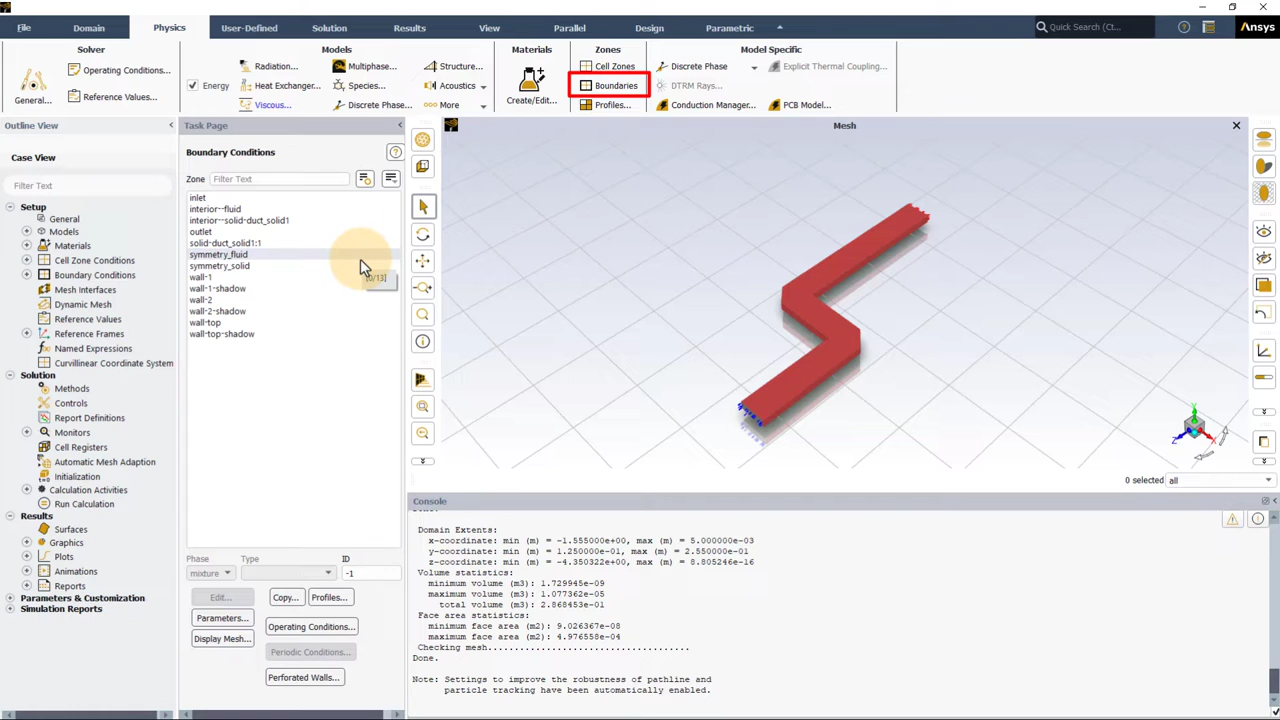 File Domain Physics User-Defined Solution Results View Parallel Design Parametric Quick Search (Ct... Ansys
Solver Models Materials Zones Model Specific
General... Operating Conditions... Reference Values...
Energy Radiation... Heat Exchanger... Viscous... Multiphase... Species... Discrete Phase... Structure... Acoustics More
Create/Edit...
Cell Zones Boundaries Profiles...
Discrete Phase DTRM Rays... Conduction Manager... Explicit Thermal Coupling... PCB Model...
Outline View
Case View
Filter Text
Setup
General
Models
Materials
Cell Zone Conditions
Boundary Conditions
Mesh Interfaces
Dynamic Mesh
Reference Values
Reference Frames
Named Expressions
Curvillinear Coordinate System
Solution
Methods
Controls
Report Definitions
Monitors
Cell Registers
Automatic Mesh Adaption
Initialization
Calculation Activities
Run Calculation
Results
Surfaces
Graphics
Plots
Animations
Reports
Parameters & Customization
Simulation Reports
Task Page
Boundary Conditions
Zone Filter Text
inlet
interior--fluid
interior--solid-duct_solid1
outlet
solid-duct_solid1:1
symmetry_fluid
symmetry_solid
wall-1
wall-1-shadow
wall-2
wall-2-shadow
wall-top
wall-top-shadow
[0/13]
Phase Type ID
mixture -1
Edit... Copy... Profiles...
Parameters... Operating Conditions...
Display Mesh... Periodic Conditions...
Perforated Walls...
Mesh
Y
Z X
0 selected all
Console
Domain Extents:
x-coordinate: min (m) = -1.555000e+00, max (m) = 5.000000e-03
y-coordinate: min (m) = 1.250000e-01, max (m) = 2.550000e-01
z-coordinate: min (m) = -4.350322e+00, max (m) = 8.805246e-16
Volume statistics:
minimum volume (m3): 1.729945e-09
maximum volume (m3): 1.077362e-05
total volume (m3): 2.868453e-01
Face area statistics:
minimum face area (m2): 9.026367e-08
maximum face area (m2): 4.976558e-04
Checking mesh.....................................
Done.
Note: Settings to improve the robustness of pathline and
particle tracking have been automatically enabled.